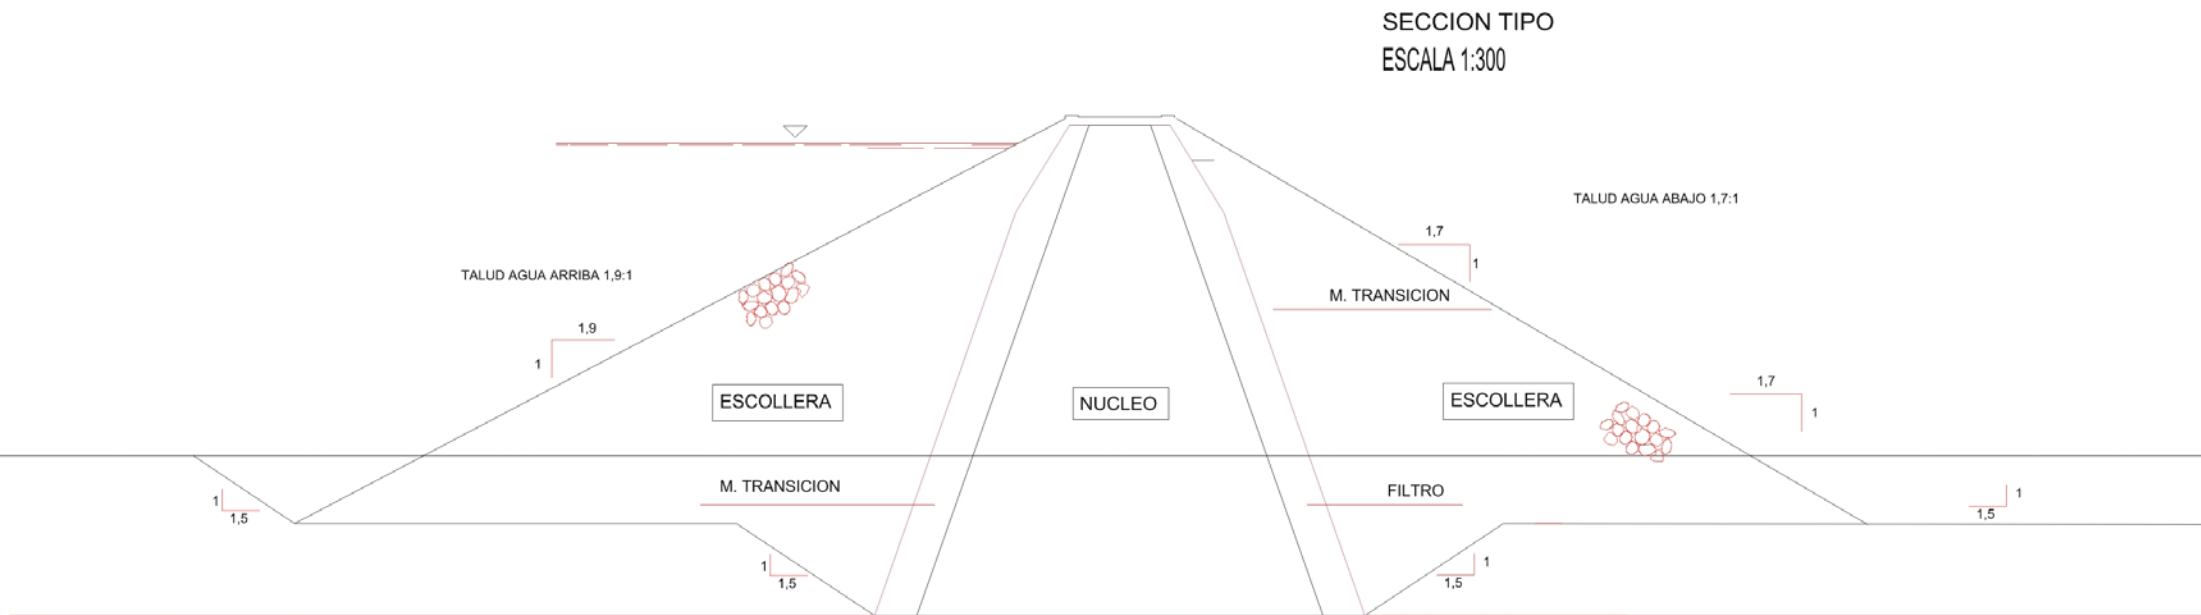 SECCION TIPO
ESCALA 1:300
TALUD AGUA ABAJO 1,7:1
1,7
1
TALUD AGUA ARRIBA 1,9:1
M. TRANSICION
1,9
1
1,7
1
ESCOLLERA
NUCLEO
ESCOLLERA
M. TRANSICION
FILTRO
1
1,5
1
1,5
1
1,5
1
1,5